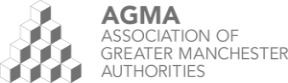 AGMA
ASSOCIATION OF
GREATER MANCHESTER
AUTHORITIES